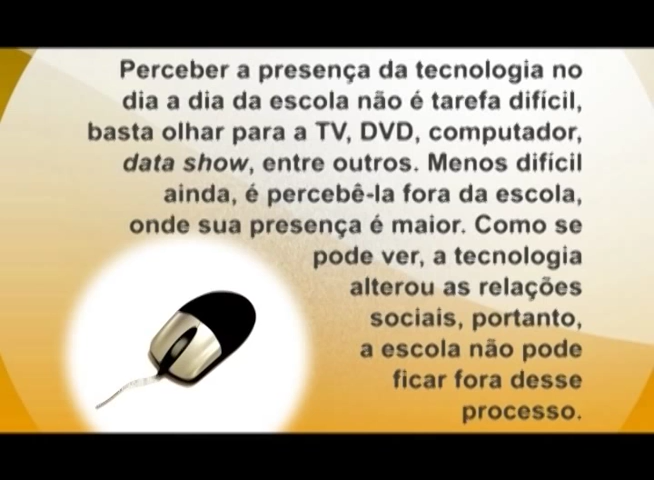 Perceber a presença da tecnologia no
dia a dia da escola não é tarefa difícil,
basta olhar para a TV, DVD, computador,
data show, entre outros. Menos difícil
ainda, é percebê-la fora da escola,
onde sua presença é maior. Como se
pode ver, a tecnologia
alterou as relações
sociais, portanto,
a escola não pode
ficar fora desse
processo.